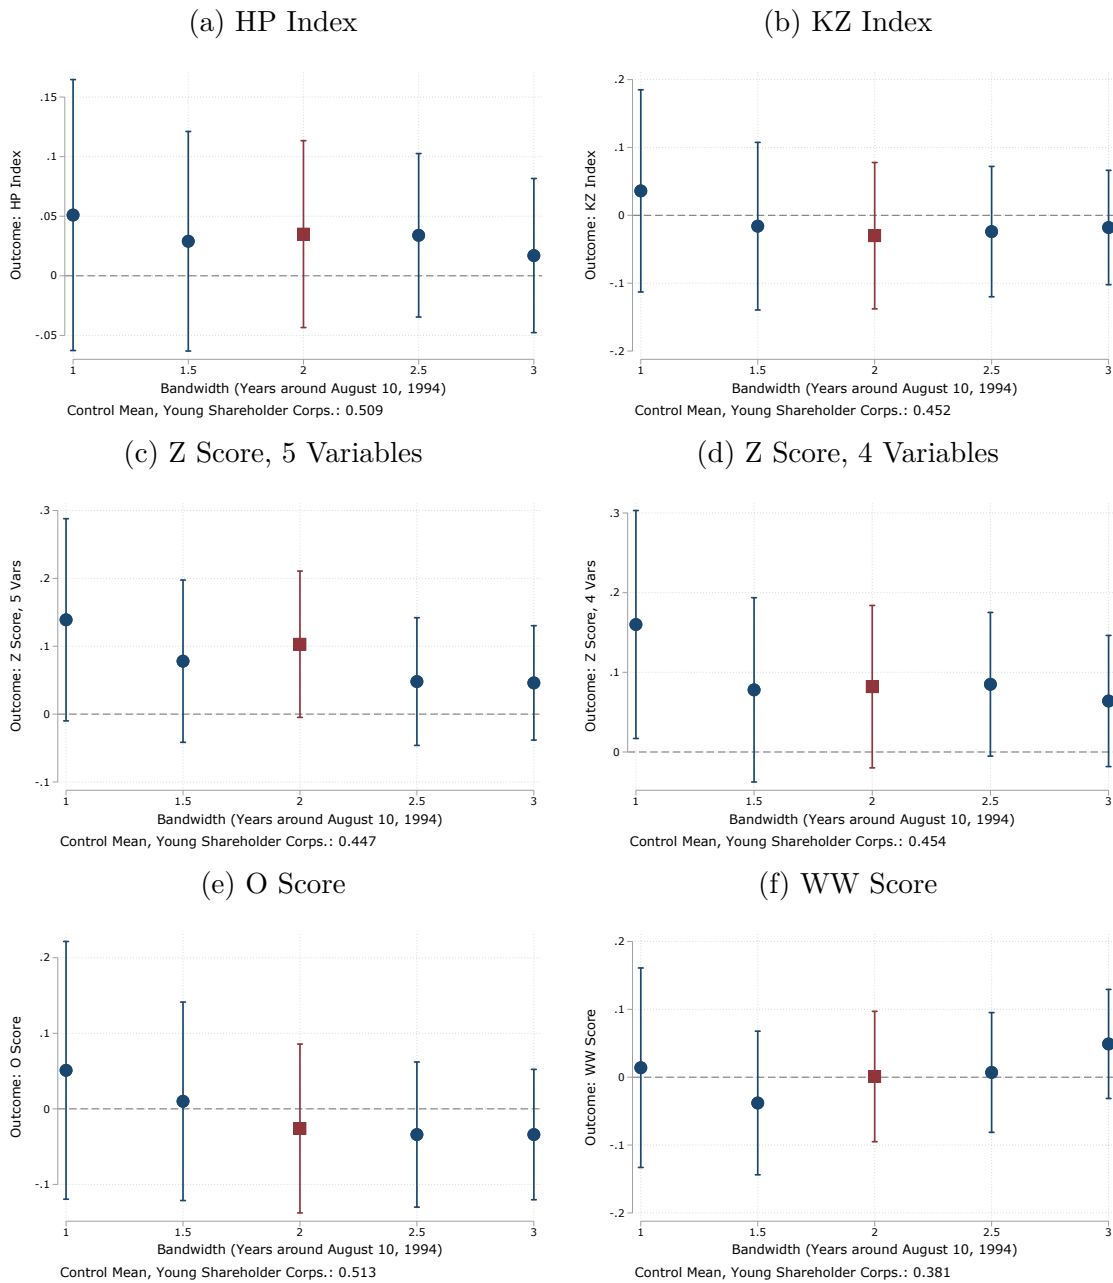 (a) HP Index
Outcome: HP Index
.15
.1
.05
0
-.05
1 1.5 2 2.5 3
Bandwidth (Years around August 10, 1994)
Control Mean, Young Shareholder Corps.: 0.509
(b) KZ Index
Outcome: KZ Index
.2
.1
0
-.1
-.2
1 1.5 2 2.5 3
Bandwidth (Years around August 10, 1994)
Control Mean, Young Shareholder Corps.: 0.452
(c) Z Score, 5 Variables
Outcome: Z Score, 5 Vars
.3
.2
.1
0
-.1
1 1.5 2 2.5 3
Bandwidth (Years around August 10, 1994)
Control Mean, Young Shareholder Corps.: 0.447
(d) Z Score, 4 Variables
Outcome: Z Score, 4 Vars
.3
.2
.1
0
1 1.5 2 2.5 3
Bandwidth (Years around August 10, 1994)
Control Mean, Young Shareholder Corps.: 0.454
(e) O Score
Outcome: O Score
.2
.1
0
-.1
1 1.5 2 2.5 3
Bandwidth (Years around August 10, 1994)
Control Mean, Young Shareholder Corps.: 0.513
(f) WW Score
Outcome: WW Score
.2
.1
0
-.1
-.2
1 1.5 2 2.5 3
Bandwidth (Years around August 10, 1994)
Control Mean, Young Shareholder Corps.: 0.381